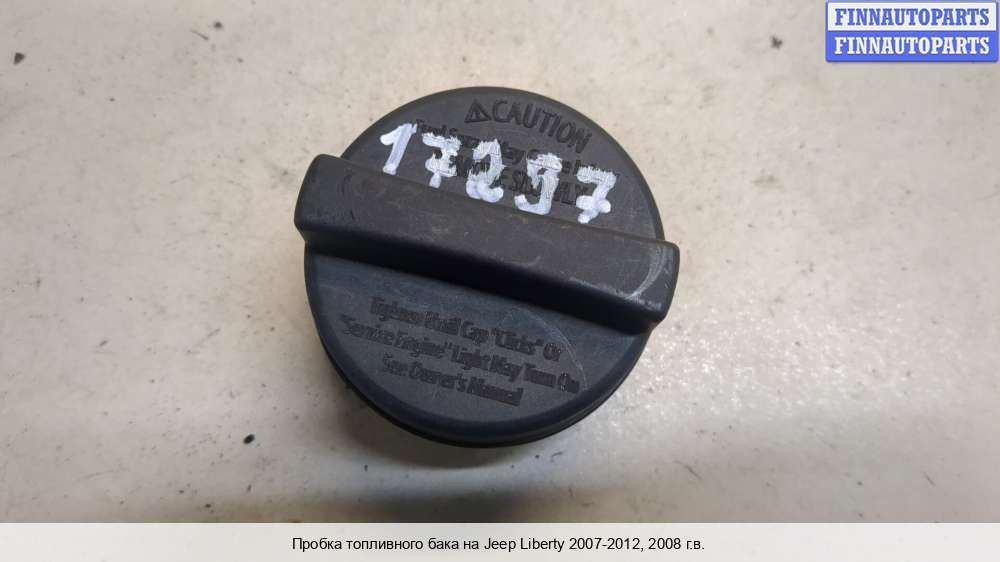 FINNAUTOPARTS
FINNAUTOPARTS
CAUTION
17297
Tighten Until Cap "Clicks" Or
"Service Engine" Light May Turn On
See Owner's Manual
Пробка топливного бака на Jeep Liberty 2007-2012, 2008 г.в.